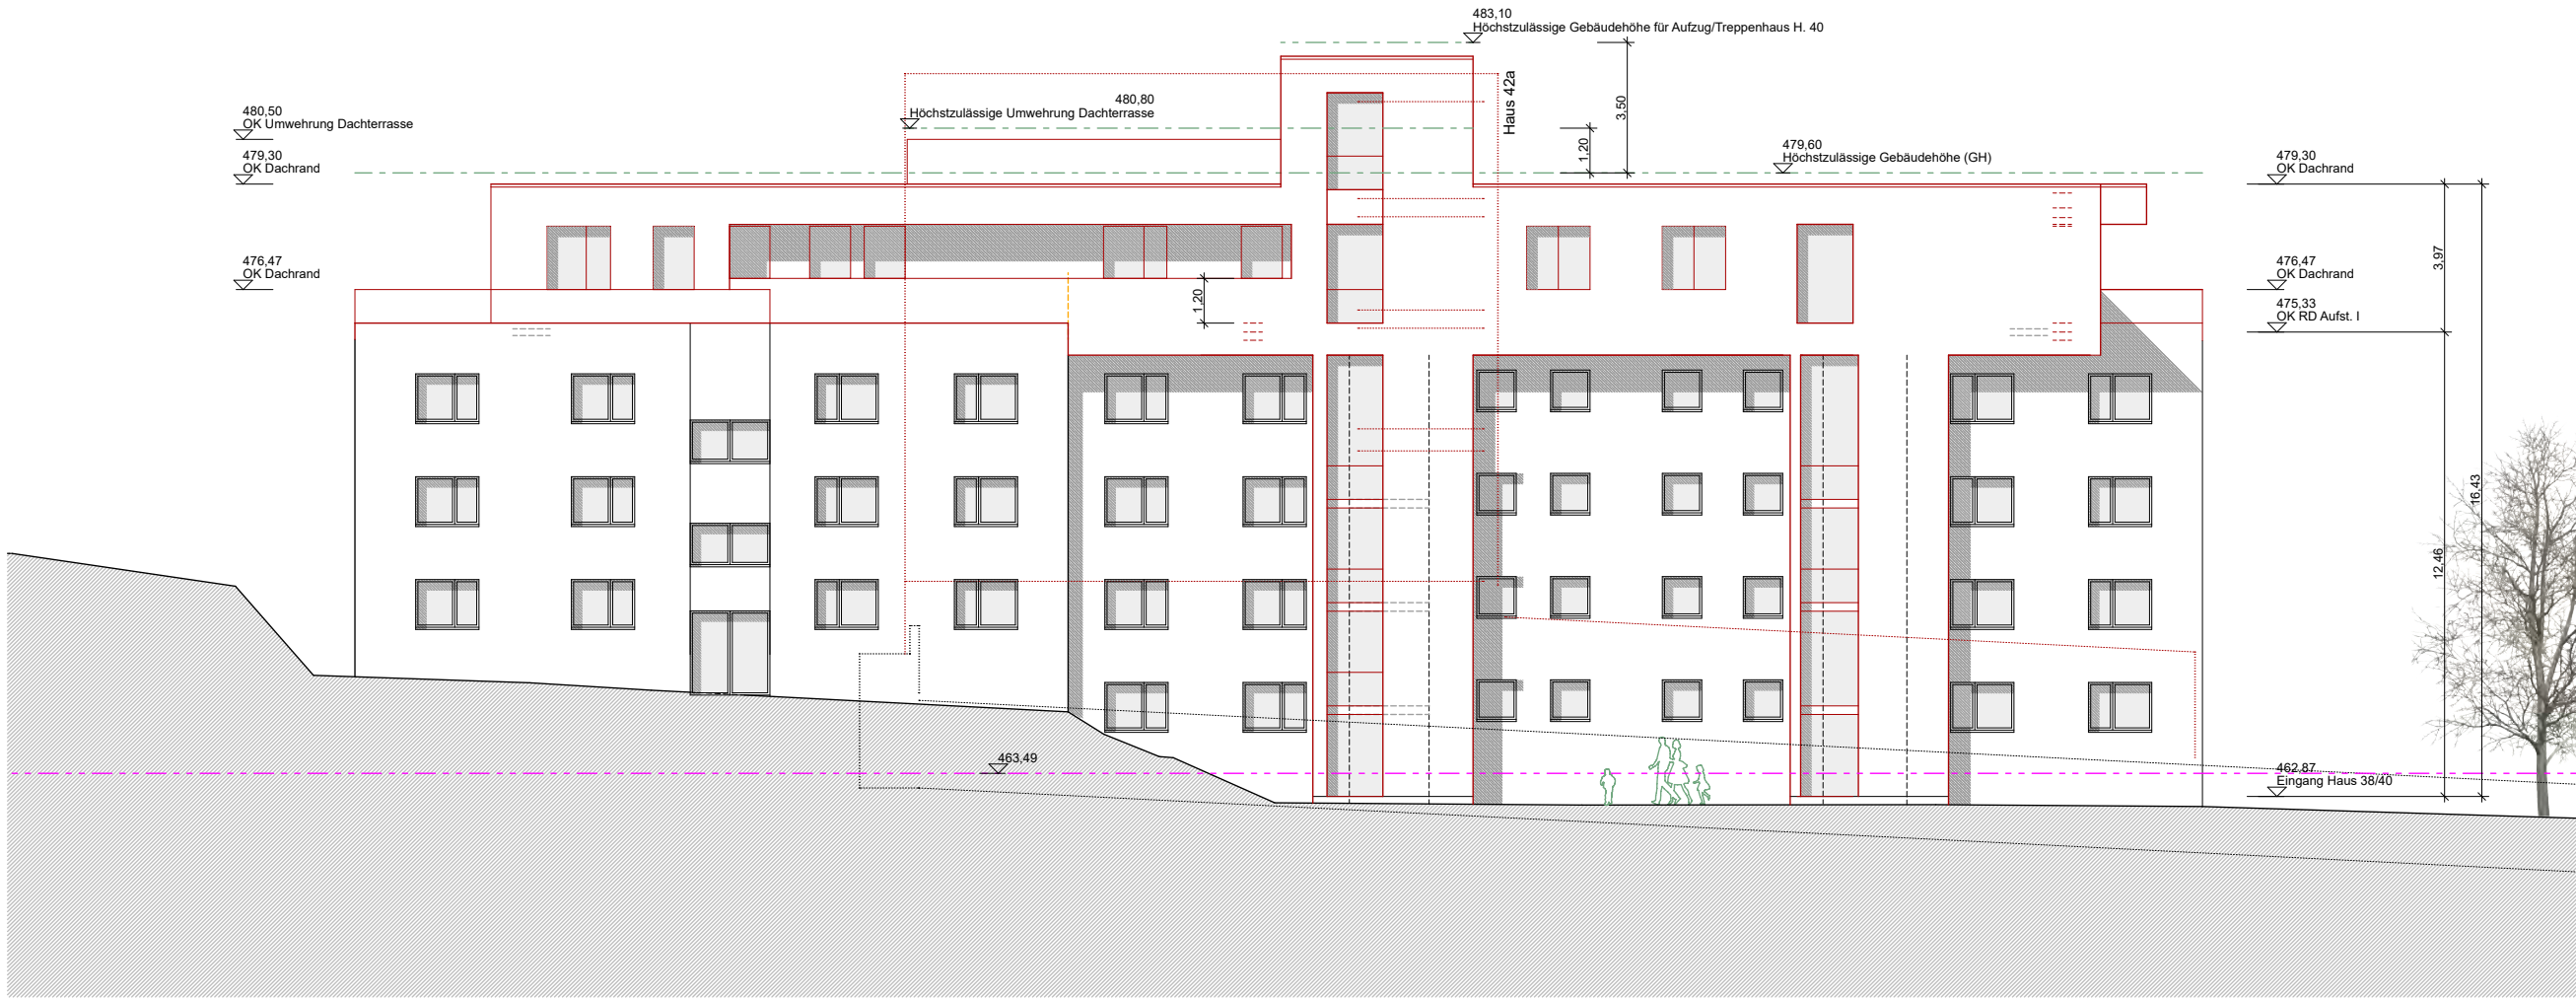 483,10
Höchstzulässige Gebäudehöhe für Aufzug/Treppenhaus H. 40
Haus 42a
3,50
480,50
OK Umwehrung Dachterrasse
480,80
Höchstzulässige Umwehrung Dachterrasse
1,20
479,30
OK Dachrand
479,60
Höchstzulässige Gebäudehöhe (GH)
479,30
OK Dachrand
476,47
OK Dachrand
1,20
3,97
476,47
OK Dachrand
475,33
OK RD Aufst. I
16,43
12,46
463,49
462,87
Eingang Haus 38/40